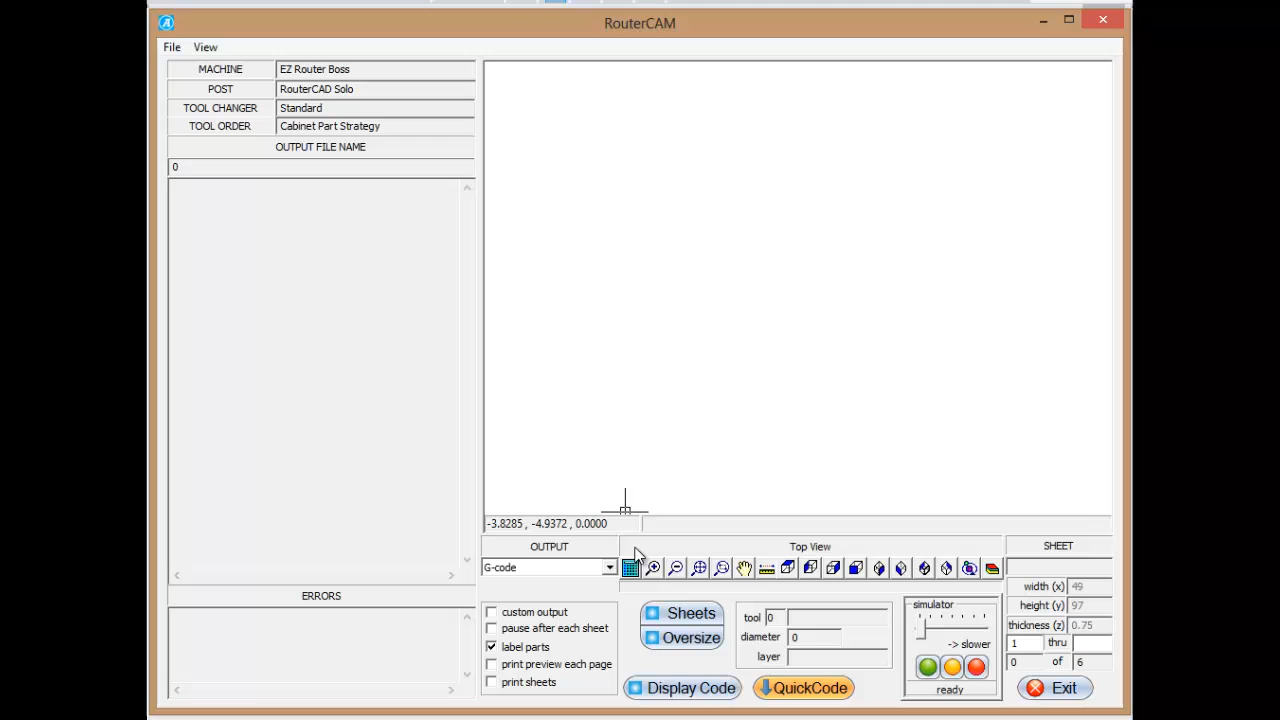 RouterCAM
File View
MACHINE EZ Router Boss
POST RouterCAD Solo
TOOL CHANGER Standard
TOOL ORDER Cabinet Part Strategy
OUTPUT FILE NAME
0
-3.8285 , -4.9372 , 0.0000
OUTPUT Top View SHEET
G-code
width (x) 49
height (y) 97
thickness (z) 0.75
1 thru
0 of 6
ERRORS
custom output
pause after each sheet
label parts
print preview each page
print sheets
Sheets
Oversize
Display Code
QuickCode
tool 0
diameter 0
layer
simulator
-> slower
ready
Exit